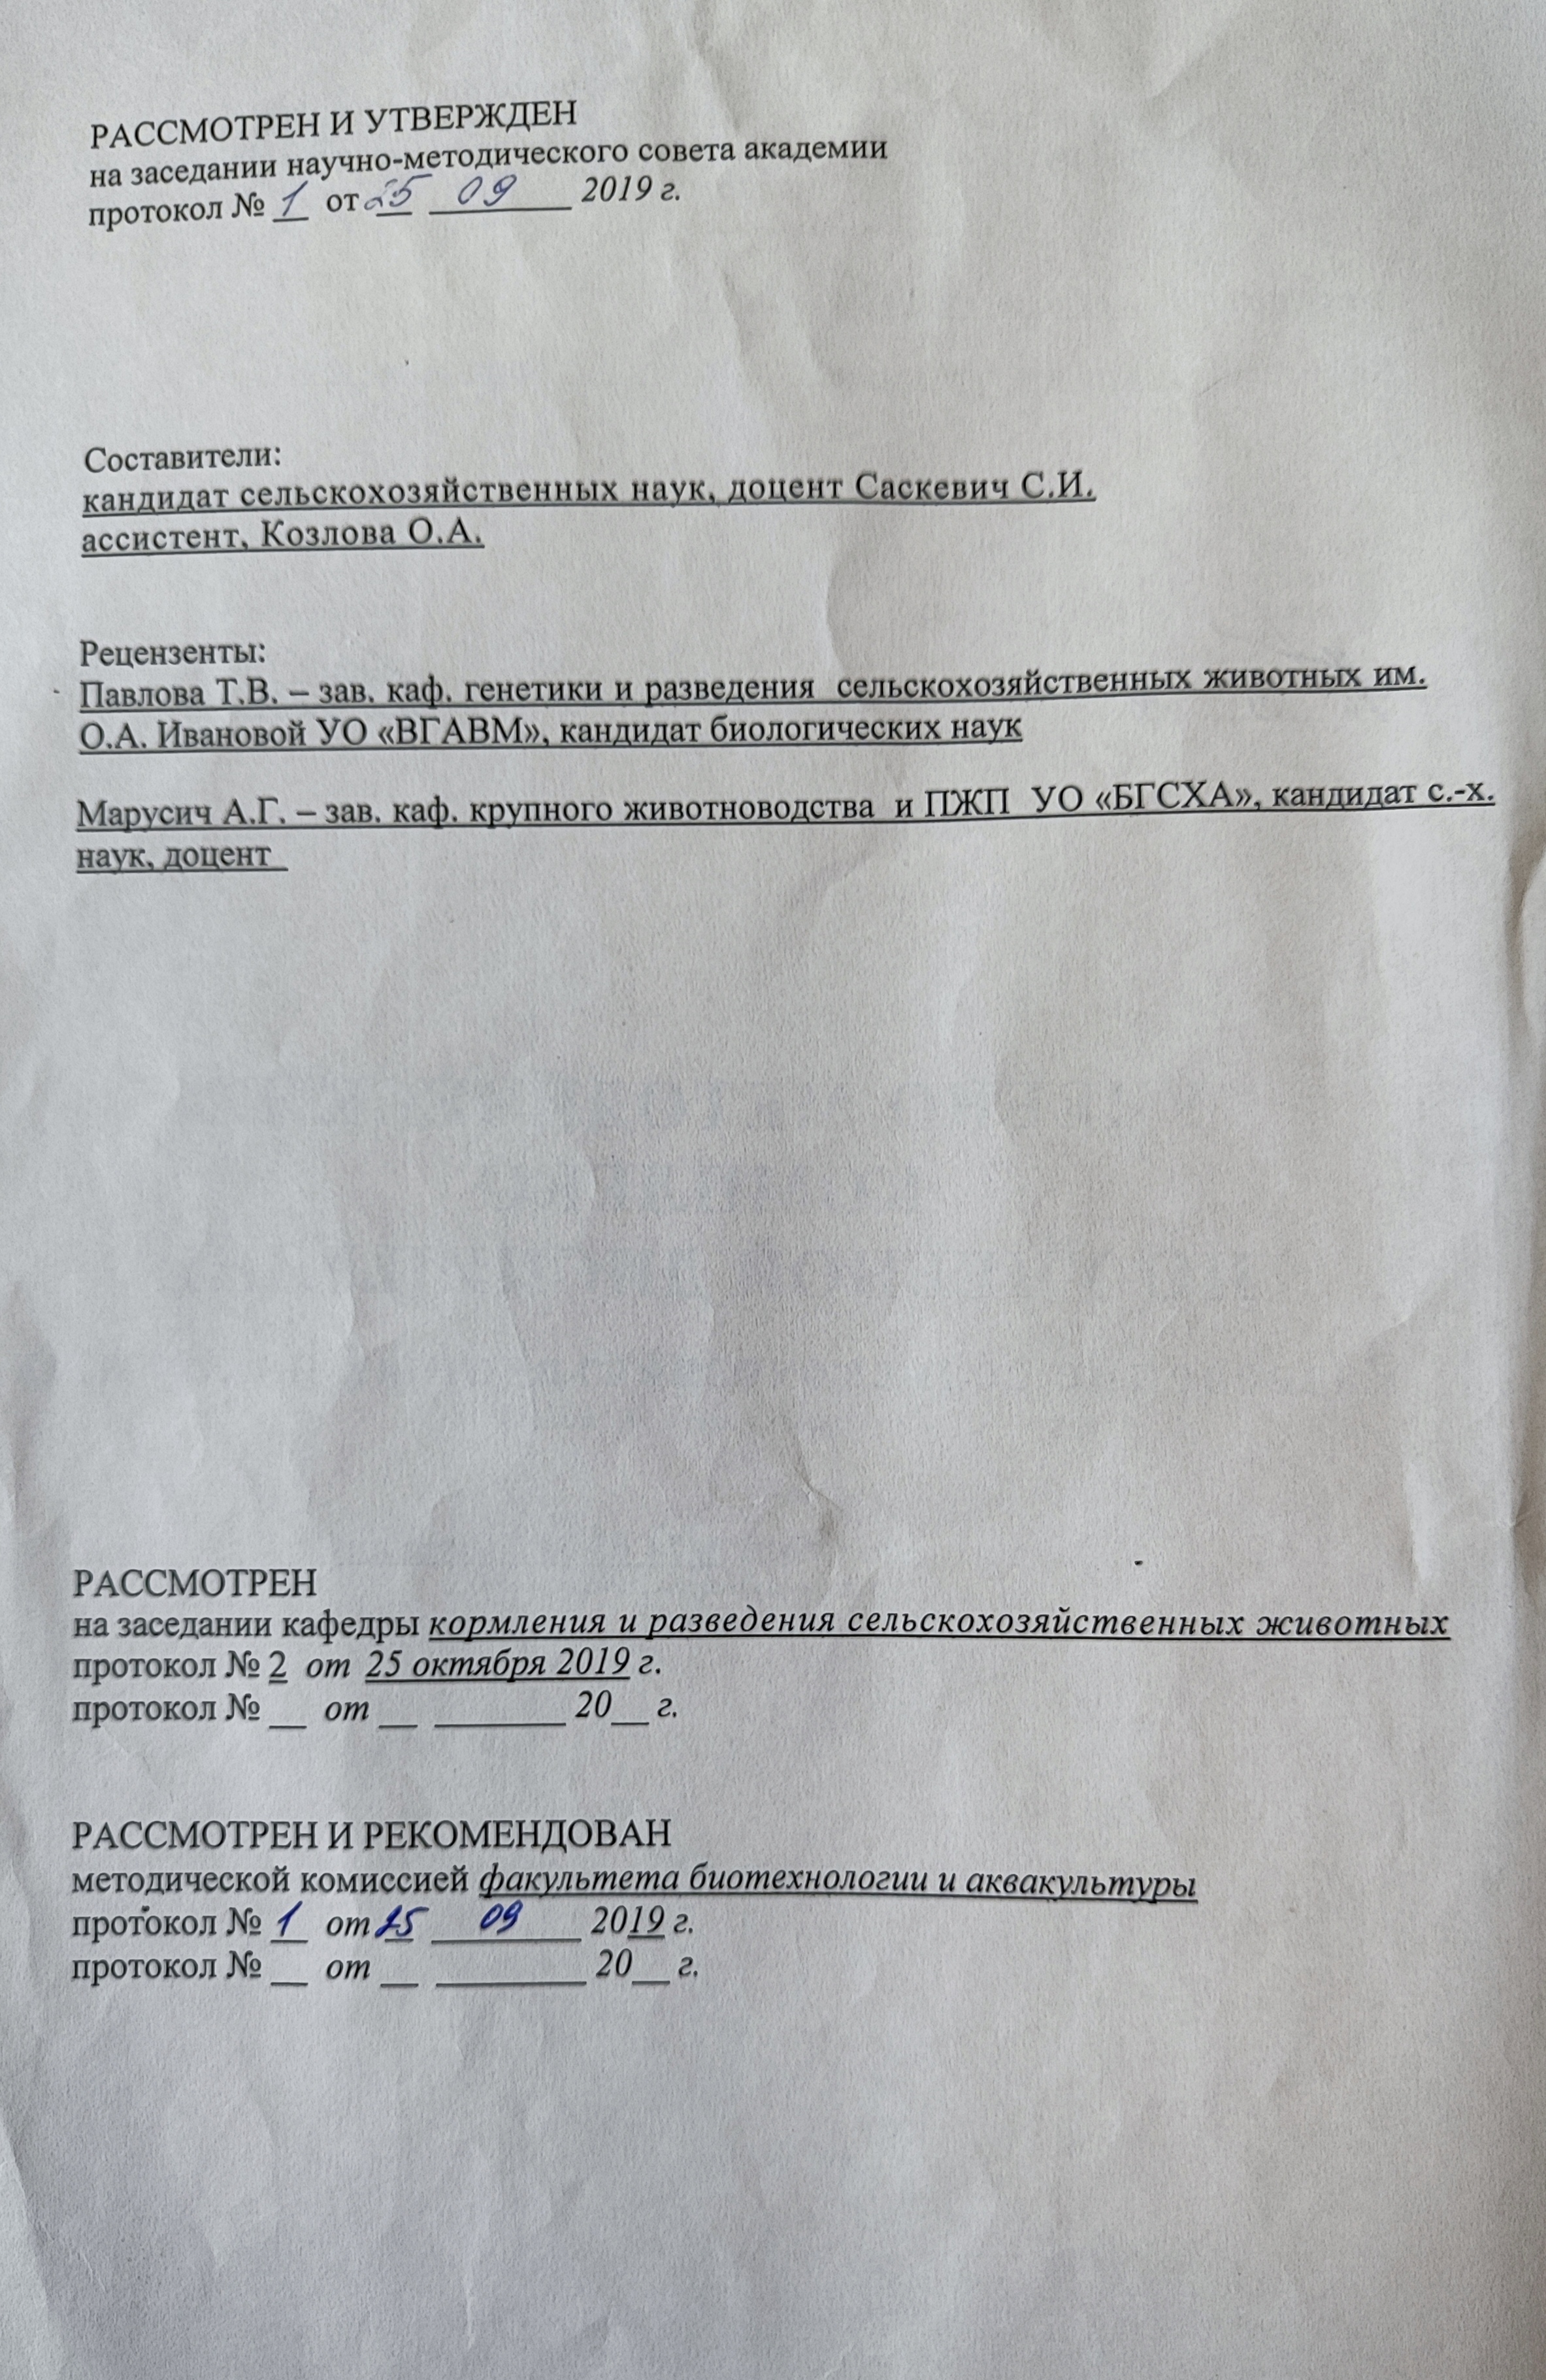 РАССМОТРЕН И УТВЕРЖДЕН
на заседании научно-методического совета академии
протокол № 1 от 25 09 2019 г.
Составители:
кандидат сельскохозяйственных наук, доцент Саскевич С.И.
ассистент, Козлова О.А.
Рецензенты:
Павлова Т.В. – зав. каф. генетики и разведения сельскохозяйственных животных им.
О.А. Ивановой УО «ВГАВМ», кандидат биологических наук
Марусич А.Г. – зав. каф. крупного животноводства и ПЖП УО «БГСХА», кандидат с.-х.
наук, доцент
РАССМОТРЕН
на заседании кафедры кормления и разведения сельскохозяйственных животных
протокол № 2 от 25 октября 2019 г.
протокол № __ от __ _______ 20__ г.
РАССМОТРЕН И РЕКОМЕНДОВАН
методической комиссией факультета биотехнологии и аквакультуры
протокол № 1 от 25 09 2019 г.
протокол № __ от __ ________ 20__ г.